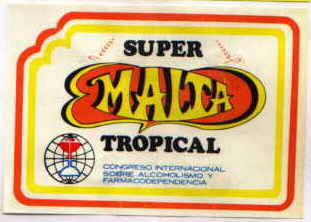 SUPER
MALTA
TROPICAL
CONGRESO INTERNACIONAL
SOBRE ALCOHOLISMO Y
FARMACODEPENDENCIA